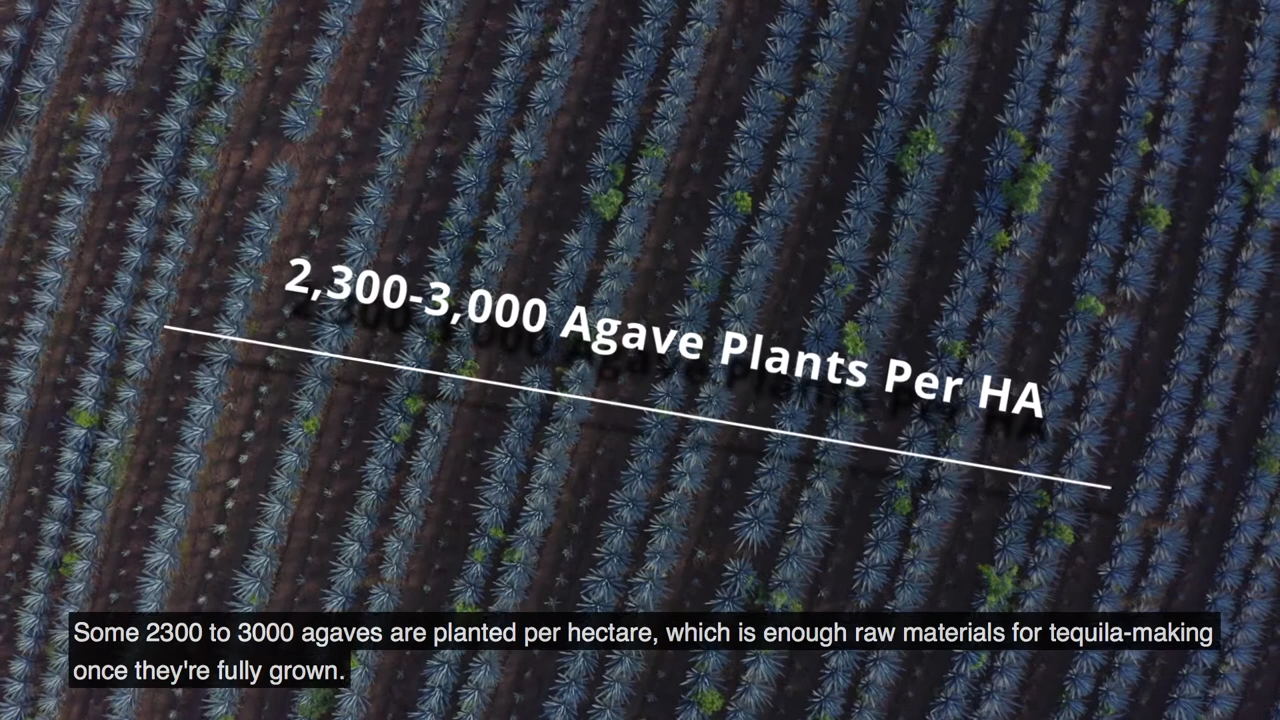 2,300-3,000 Agave Plants Per HA
Some 2300 to 3000 agaves are planted per hectare, which is enough raw materials for tequila-making
once they're fully grown.